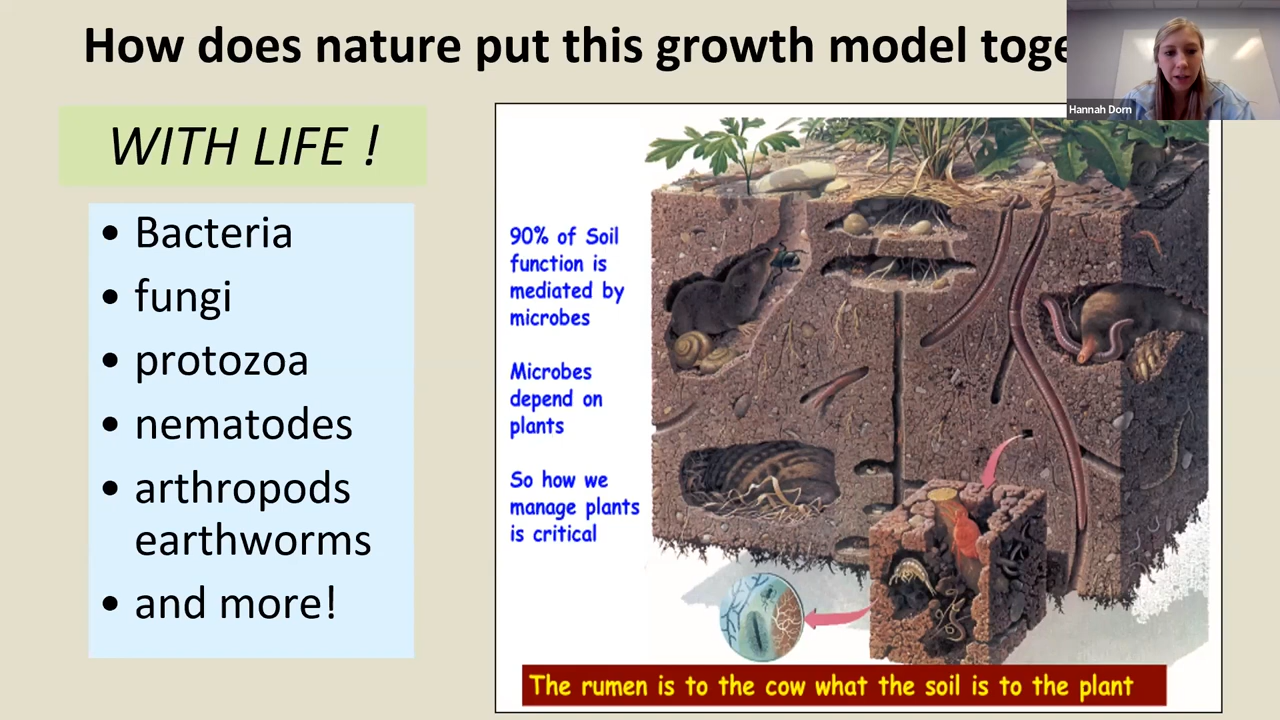 How does nature put this growth model toge
Hannah Dorn
WITH LIFE !
• Bacteria
• fungi
• protozoa
• nematodes
• arthropods
earthworms
• and more!
90% of Soil
function is
mediated by
microbes
Microbes
depend on
plants
So how we
manage plants
is critical
The rumen is to the cow what the soil is to the plant